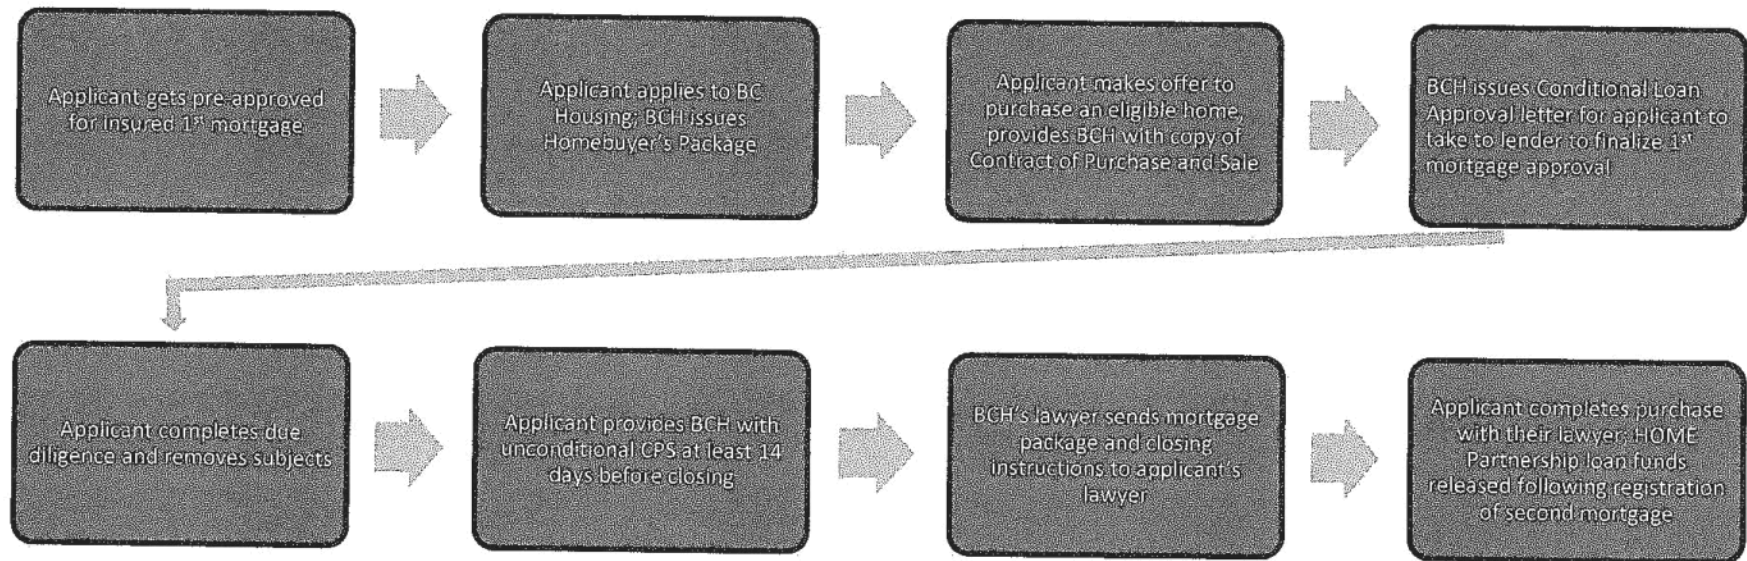 Applicant gets pre-approved
for insured 1st mortgage
Applicant applies to BC
Housing; BCH issues
Homebuyer's Package
Applicant makes offer to
purchase an eligible home,
provides BCH with copy of
Contract of Purchase and Sale
BCH issues Conditional Loan
Approval letter for applicant to
take to lender to finalize 1st
mortgage approval
Applicant completes due
diligence and removes subjects
Applicant provides BCH with
unconditional CPS at least 14
days before closing
BCH's lawyer sends mortgage
package and closing
instructions to applicant's
lawyer
Applicant completes purchase
with their lawyer; HOME
Partnership loan funds
released following registration
of second mortgage